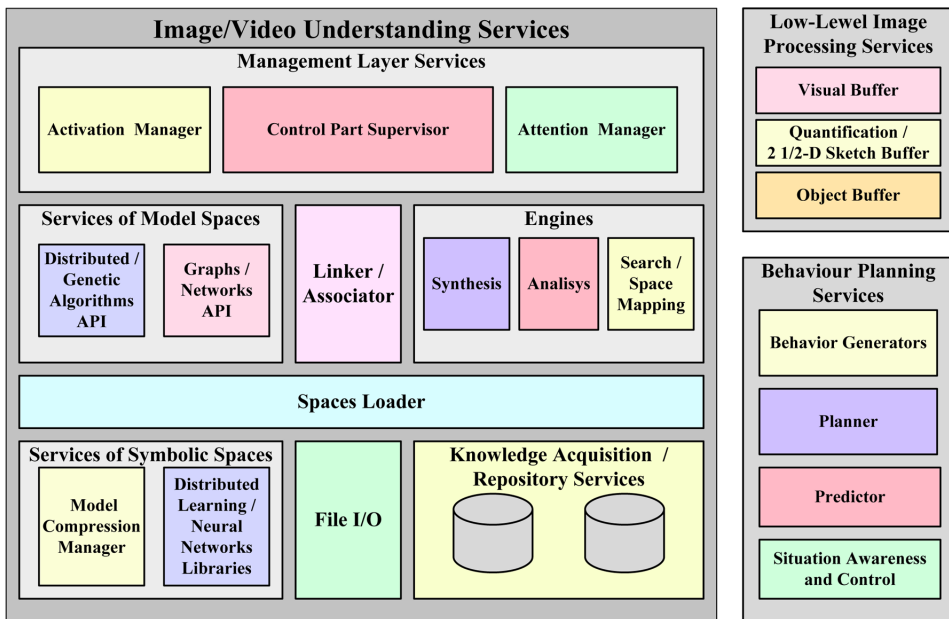 Image/Video Understanding Services
Management Layer Services
Activation Manager
Control Part Supervisor
Attention Manager
Services of Model Spaces
Distributed /
Genetic
Algorithms
API
Graphs /
Networks
API
Linker /
Associator
Engines
Synthesis
Analisys
Search /
Space
Mapping
Spaces Loader
Services of Symbolic Spaces
Model
Compression
Manager
Distributed
Learning /
Neural
Networks
Libraries
File I/O
Knowledge Acquisition /
Repository Services
Low-Lewel Image
Processing Services
Visual Buffer
Quantification /
2 1/2-D Sketch Buffer
Object Buffer
Behaviour Planning
Services
Behavior Generators
Planner
Predictor
Situation Awareness
and Control